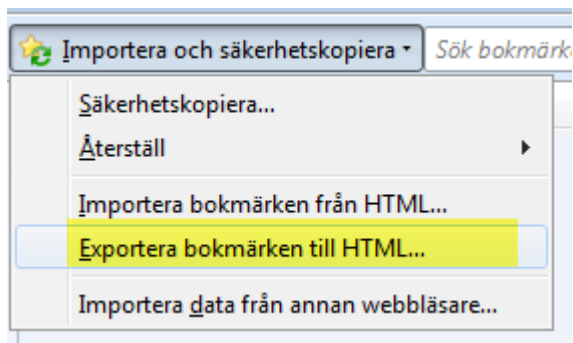 Importera och säkerhetskopiera Sök bokmärk
Säkerhetskopiera...
Återställ
Importera bokmärken från HTML...
Exportera bokmärken till HTML...
Importera data från annan webbläsare...